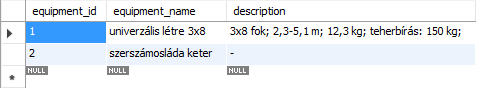 equipment_id equipment_name description
1 univerzális létre 3x8 3x8 fok; 2,3-5,1 m; 12,3 kg; teherbírás: 150 kg;
2 szerszámosláda keter -
NULL NULL NULL